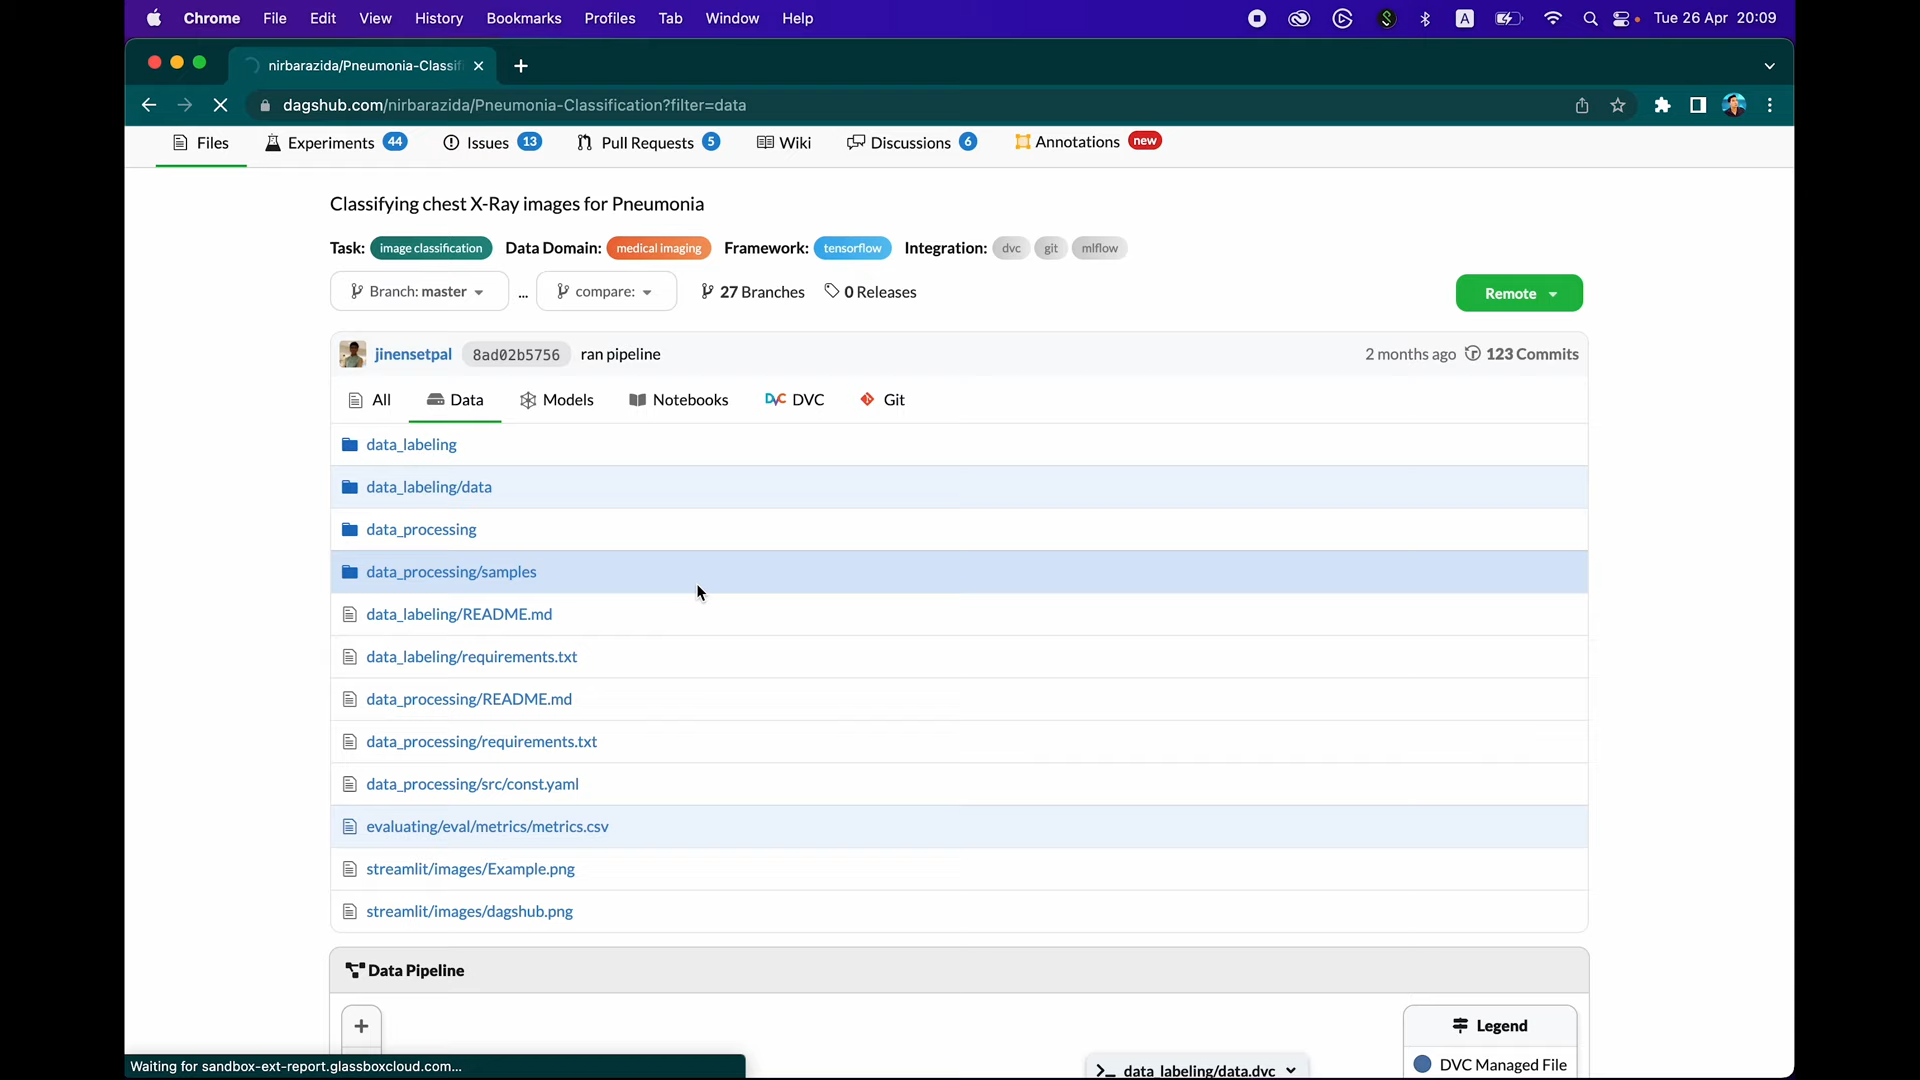 Chrome File Edit View History Bookmarks Profiles Tab Window Help A Tue 26 Apr 20:09
nirbarazida/Pneumonia-Classif
dagshub.com/nirbarazida/Pneumonia-Classification?filter=data
Files Experiments 44 Issues 13 Pull Requests 5 Wiki Discussions 6 Annotations new
Classifying chest X-Ray images for Pneumonia
Task: image classification Data Domain: medical imaging Framework: tensorflow Integration: dvc git mlflow
Branch: master ... compare: 27 Branches 0 Releases Remote
jinensetpal 8ad02b5756 ran pipeline 2 months ago 123 Commits
All Data Models Notebooks DVC DVC Git
data_labeling
data_labeling/data
data_processing
data_processing/samples
data_labeling/README.md
data_labeling/requirements.txt
data_processing/README.md
data_processing/requirements.txt
data_processing/src/const.yaml
evaluating/eval/metrics/metrics.csv
streamlit/images/Example.png
streamlit/images/dagshub.png
Data Pipeline
+ Legend
data_labeling/data.dvc DVC Managed File
Waiting for sandbox-ext-report.glassboxcloud.com...